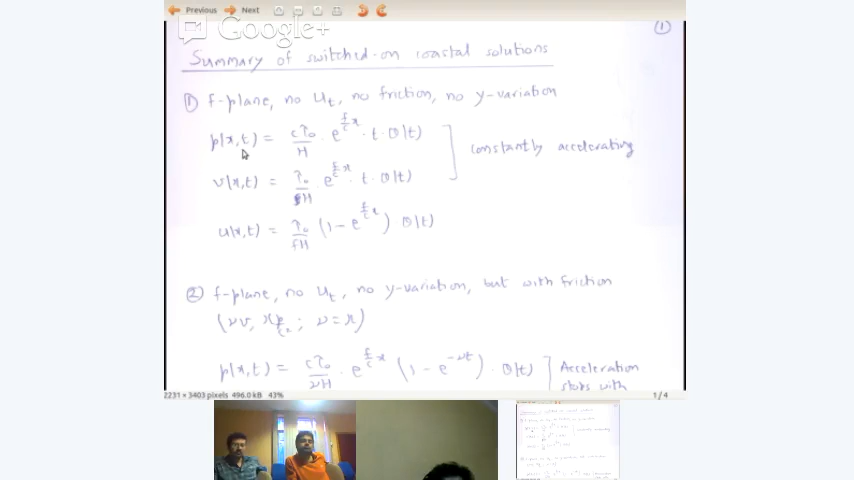 Previous Next
Google+
①
Summary of switched-on coastal solutions
① f-plane, no u_t, no friction, no y-variation
p(x,t) = cτ₀/H · e^{f/c x} · t · Θ(t)
constantly accelerating
v(x,t) = τ₀/H · e^{f/c x} · t · Θ(t)
u(x,t) = τ₀/fH (1 - e^{f/c x}) Θ(t)
② f-plane, no u_t, no y-variation, but with friction
p(x,t) = cτ₀/νH · e^{f/c x} (1 - e^{-νt}) · Θ(t)
Acceleration
stops with
2231 × 3403 pixels 496.0 kB 43%
1 / 4